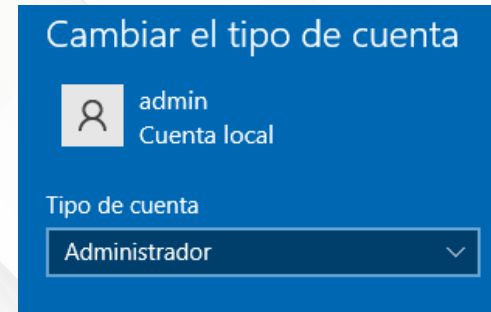 Cambiar el tipo de cuenta
admin
Cuenta local
Tipo de cuenta
Administrador